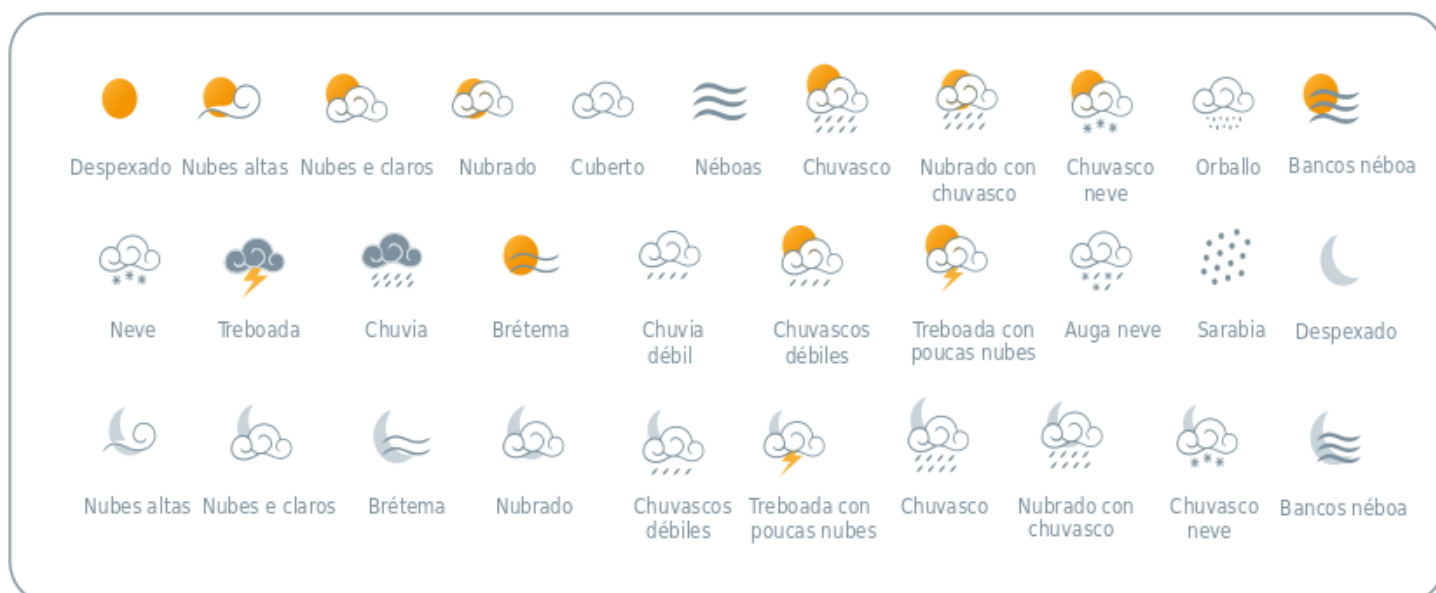 Despexado
Nubes altas
Nubes e claros
Nubrado
Cuberto
Néboas
Chuvasco
Nubrado con
chuvasco
Chuvasco
neve
Orballo
Bancos néboa
Neve
Treboada
Chuvia
Brétema
Chuvia
débil
Chuvascos
débiles
Treboada con
poucas nubes
Auga neve
Sarabia
Despexado
Nubes altas
Nubes e claros
Brétema
Nubrado
Chuvascos
débiles
Treboada con
poucas nubes
Chuvasco
Nubrado con
chuvasco
Chuvasco
neve
Bancos néboa